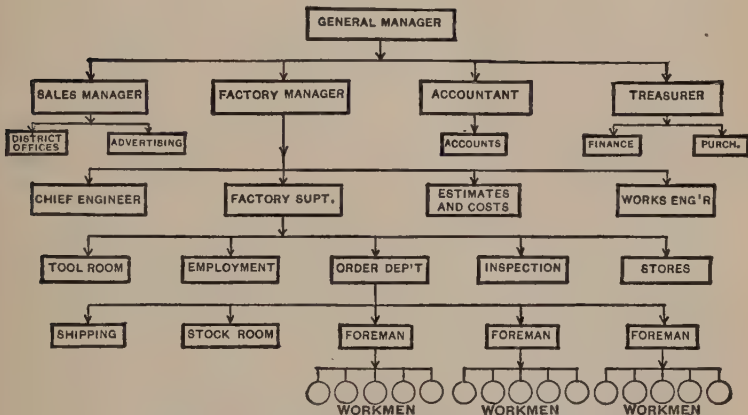 GENERAL MANAGER
SALES MANAGER
FACTORY MANAGER
ACCOUNTANT
TREASURER
DISTRICT
OFFICES
ADVERTISING
ACCOUNTS
FINANCE
PURCH.
CHIEF ENGINEER
FACTORY SUPT.
ESTIMATES
AND COSTS
WORKS ENG'R
TOOL ROOM
EMPLOYMENT
ORDER DEP'T
INSPECTION
STORES
SHIPPING
STOCK ROOM
FOREMAN
FOREMAN
FOREMAN
WORKMEN
WORKMEN
WORKMEN